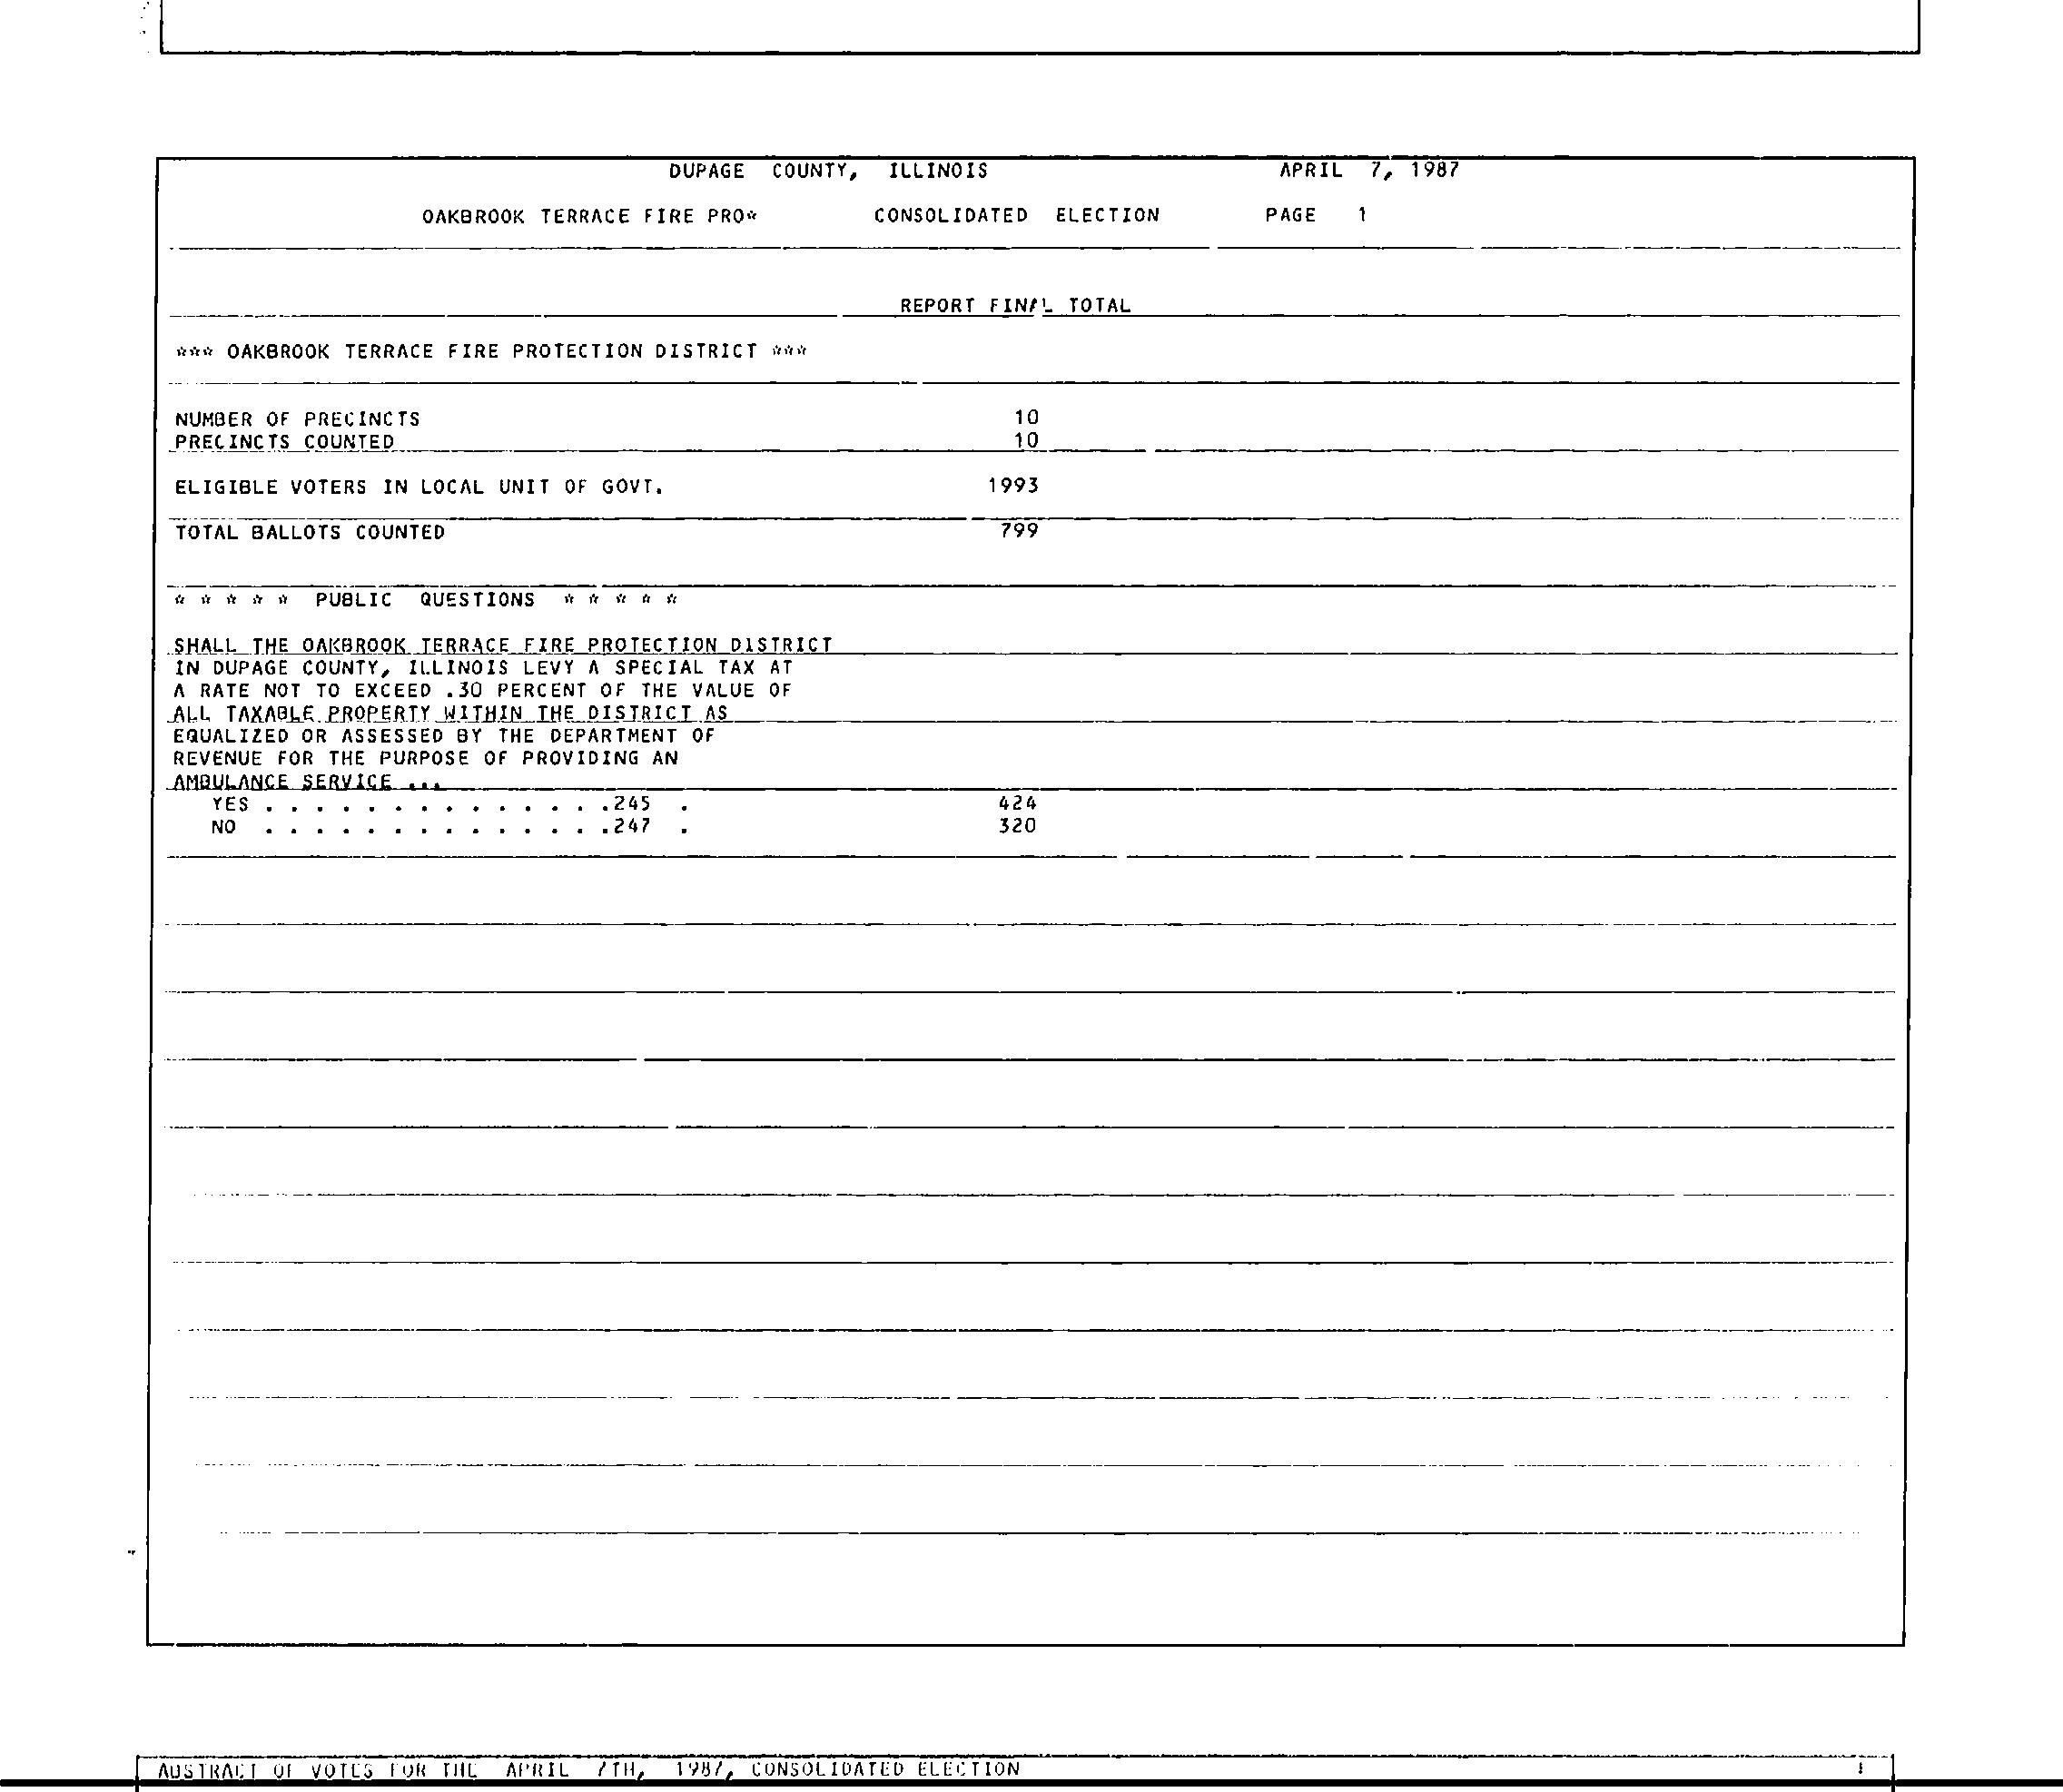 DUPAGE COUNTY, ILLINOIS APRIL 7, 1987
OAKBROOK TERRACE FIRE PRO* CONSOLIDATED ELECTION PAGE 1
REPORT FINAL TOTAL
*** OAKBROOK TERRACE FIRE PROTECTION DISTRICT ***
NUMBER OF PRECINCTS 10
PRECINCTS COUNTED 10
ELIGIBLE VOTERS IN LOCAL UNIT OF GOVT. 1993
TOTAL BALLOTS COUNTED 799
* * * * * PUBLIC QUESTIONS * * * * *
SHALL THE OAKBROOK TERRACE FIRE PROTECTION DISTRICT
IN DUPAGE COUNTY, ILLINOIS LEVY A SPECIAL TAX AT
A RATE NOT TO EXCEED .30 PERCENT OF THE VALUE OF
ALL TAXABLE PROPERTY WITHIN THE DISTRICT AS
EQUALIZED OR ASSESSED BY THE DEPARTMENT OF
REVENUE FOR THE PURPOSE OF PROVIDING AN
AMBULANCE SERVICE ...
YES . . . . . . . . . . . . . .245 . 424
NO . . . . . . . . . . . . . .247 . 320
ABSTRACT OF VOTES FOR THE APRIL 7TH, 1987, CONSOLIDATED ELECTION